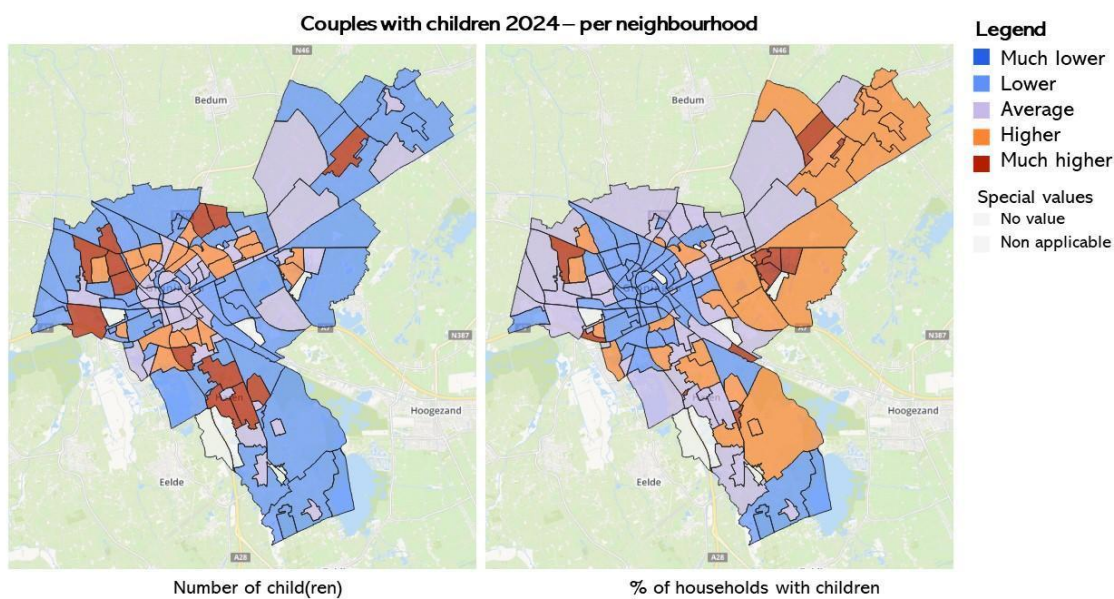 Couples with children 2024 – per neighbourhood
N46
Bedum
N387
A7
Hoogezand
Eelde
A28
Number of child(ren)
N46
Bedum
N387
A7
Hoogezand
Eelde
A28
% of households with children
Legend
Much lower
Lower
Average
Higher
Much higher
Special values
No value
Non applicable